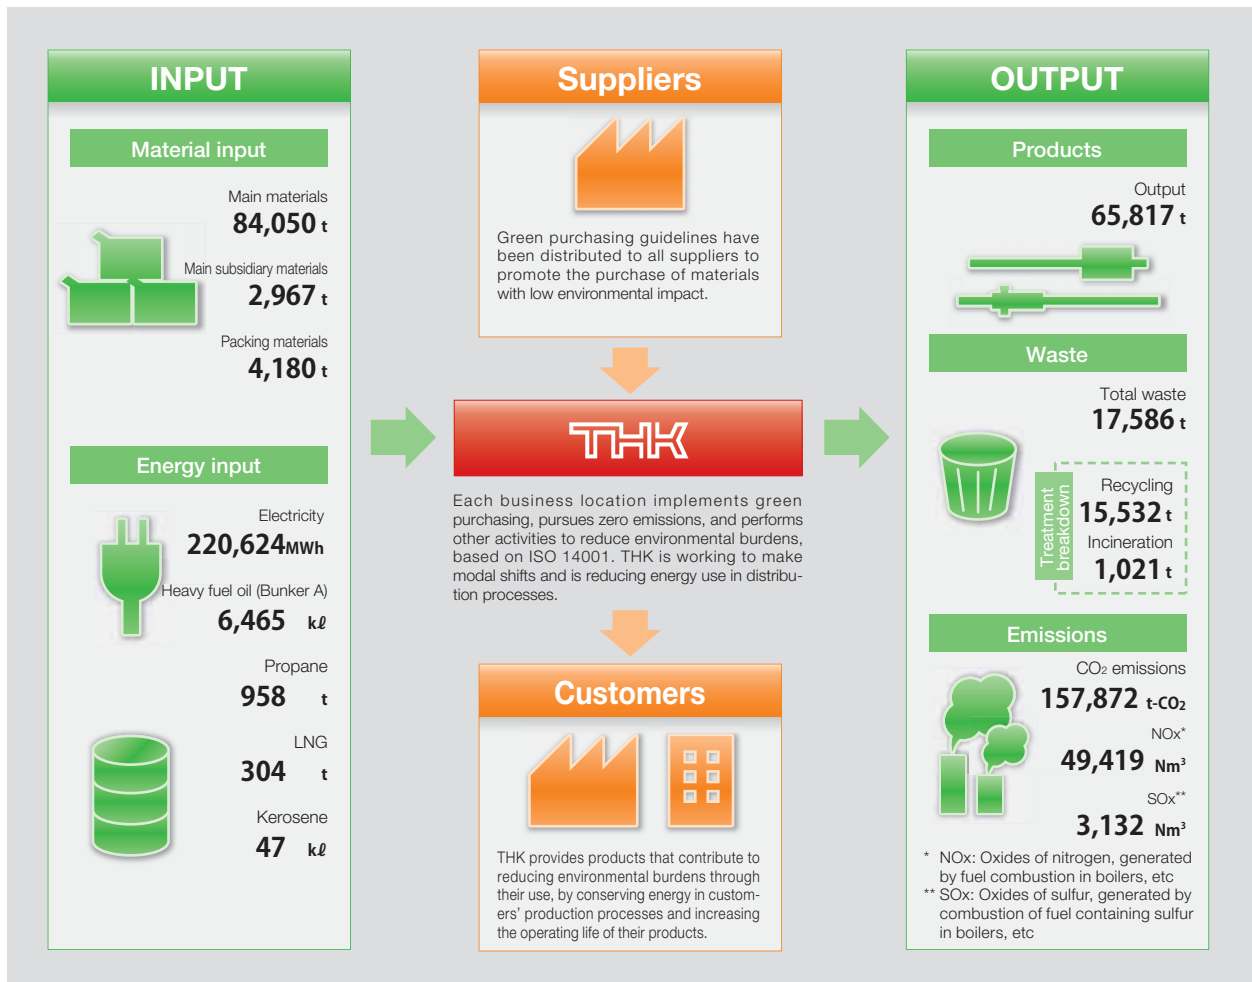 INPUT
Material input
Main materials
84,050 t
Main subsidiary materials
2,967 t
Packing materials
4,180 t
Energy input
Electricity
220,624MWh
Heavy fuel oil (Bunker A)
6,465 kℓ
Propane
958 t
LNG
304 t
Kerosene
47 kℓ
Suppliers
Green purchasing guidelines have
been distributed to all suppliers to
promote the purchase of materials
with low environmental impact.
THK
Each business location implements green
purchasing, pursues zero emissions, and performs
other activities to reduce environmental burdens,
based on ISO 14001. THK is working to make
modal shifts and is reducing energy use in distribu-
tion processes.
Customers
THK provides products that contribute to
reducing environmental burdens through
their use, by conserving energy in custom-
ers' production processes and increasing
the operating life of their products.
OUTPUT
Products
Output
65,817 t
Waste
Total waste
17,586 t
Treatment
breakdown
Recycling
15,532 t
Incineration
1,021 t
Emissions
CO₂ emissions
157,872 t-CO₂
NOx*
49,419 Nm³
SOx**
3,132 Nm³
* NOx: Oxides of nitrogen, generated
by fuel combustion in boilers, etc
** SOx: Oxides of sulfur, generated by
combustion of fuel containing sulfur
in boilers, etc